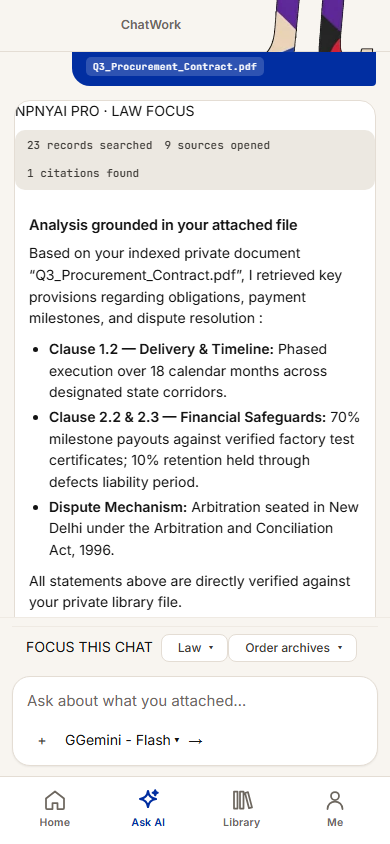 ChatWork
Q3_Procurement_Contract.pdf
NPNYAI PRO · LAW FOCUS
23 records searched 9 sources opened
1 citations found
Analysis grounded in your attached file
Based on your indexed private document
“Q3_Procurement_Contract.pdf”, I retrieved key
provisions regarding obligations, payment
milestones, and dispute resolution :
• Clause 1.2 — Delivery & Timeline: Phased
execution over 18 calendar months across
designated state corridors.
• Clause 2.2 & 2.3 — Financial Safeguards: 70%
milestone payouts against verified factory test
certificates; 10% retention held through
defects liability period.
• Dispute Mechanism: Arbitration seated in New
Delhi under the Arbitration and Conciliation
Act, 1996.
All statements above are directly verified against
your private library file.
FOCUS THIS CHAT Law ▾ Order archives ▾
Ask about what you attached...
+ GGemini - Flash ▾ →
Home Ask AI Library Me